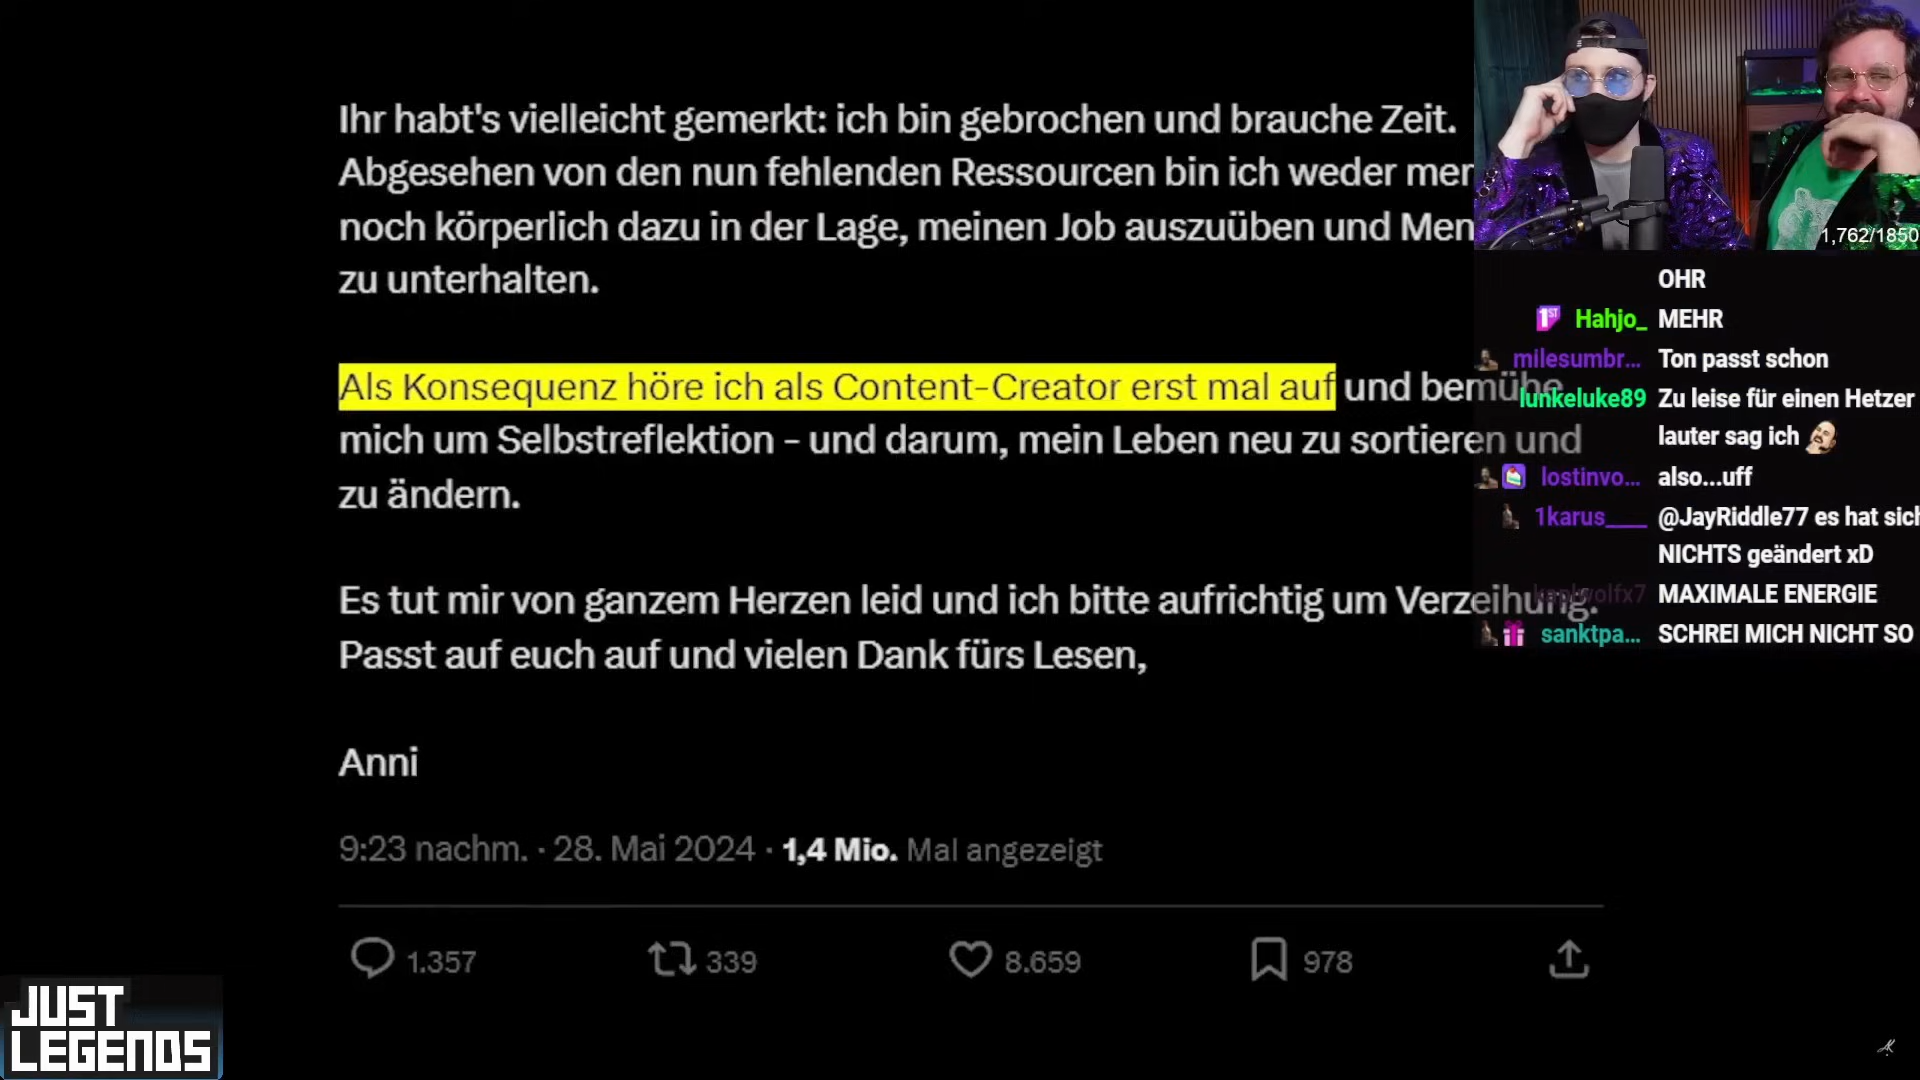 Ihr habt's vielleicht gemerkt: ich bin gebrochen und brauche Zeit.
Abgesehen von den nun fehlenden Ressourcen bin ich weder
noch körperlich dazu in der Lage, meinen Job auszuüben und
zu unterhalten.
Als Konsequenz höre ich als Content-Creator erst mal auf und bemühe
mich um Selbstreflektion - und darum, mein Leben neu zu sortieren und
zu ändern.
Es tut mir von ganzem Herzen leid und ich bitte aufrichtig um Verzeihung.
Passt auf euch auf und vielen Dank fürs Lesen,
Anni
9:23 nachm. · 28. Mai 2024 · 1,4 Mio. Mal angezeigt
1.357 339 8.659 978
JUST
LEGENDS
1,762/1850
OHR
1ST Hahjo_ MEHR
milesumbr... Ton passt schon
lunkeluke89 Zu leise für einen Hetzer
lauter sag ich
lostinvo... also...uff
1karus____ @JayRiddle77 es hat sich
NICHTS geändert xD
MAXIMALE ENERGIE
sanktpa... SCHREI MICH NICHT SO